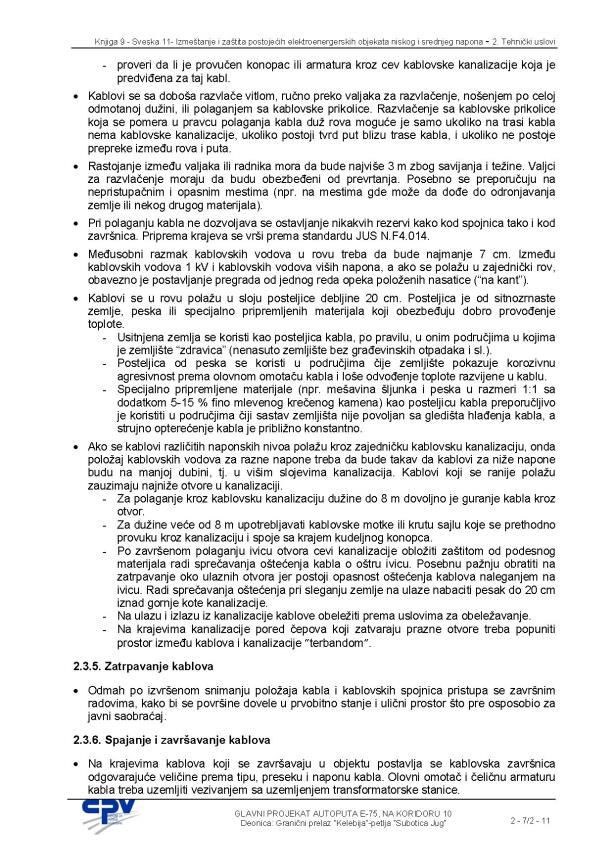 Knjiga 9 - Sveska 11- Izmeštanje i zaštita postojećih elektroenergerskih objekata niskog i srednjeg napona - 2. Tehnički uslovi
- proveri da li je provučen konopac ili armatura kroz cev kablovske kanalizacije koja je
predviđena za taj kabl.
• Kablovi se sa doboša razvlače vitlom, ručno preko valjaka za razvlačenje, nošenjem po celoj
odmotanoj dužini, ili polaganjem sa kablovske prikolice. Razvlačenje sa kablovske prikolice
koja se pomera u pravcu polaganja kabla duž rova moguće je samo ukoliko na trasi kabla
nema kablovske kanalizacije, ukoliko postoji tvrd put blizu trase kabla, i ukoliko ne postoje
prepreke između rova i puta.
• Rastojanje između valjaka ili radnika mora da bude najviše 3 m zbog savijanja i težine. Valjci
za razvlačenje moraju da budu obezbeđeni od prevrtanja. Posebno se preporučuju na
nepristupačnim i opasnim mestima (npr. na mestima gde može da dođe do odronjavanja
zemlje ili nekog drugog materijala).
• Pri polaganju kabla ne dozvoljava se ostavljanje nikakvih rezervi kako kod spojnica tako i kod
završnica. Priprema krajeva se vrši prema standardu JUS N.F4.014.
• Međusobni razmak kablovskih vodova u rovu treba da bude najmanje 7 cm. Između
kablovskih vodova 1 kV i kablovskih vodova viših napona, a ako se polažu u zajednički rov,
obavezno je postavljanje pregrada od jednog reda opeka položenih nasatice ("na kant").
• Kablovi se u rovu polažu u sloju posteljice debljine 20 cm. Posteljica je od sitnozrnaste
zemlje, peska ili specijalno pripremljenih materijala koji obezbeđuju dobro provođenje
toplote.
- Usitnjena zemlja se koristi kao posteljica kabla, po pravilu, u onim područjima u kojima
je zemljište "zdravica" (nenasuto zemljište bez građevinskih otpadaka i sl.).
- Posteljica od peska se koristi u područjima čije zemljište pokazuje korozivnu
agresivnost prema olovnom omotaču kabla i loše odvođenje toplote razvijene u kablu.
- Specijalno pripremljene materijale (npr. mešavina šljunka i peska u razmeri 1:1 sa
dodatkom 5-15 % fino mlevenog krečenog kamena) kao posteljicu kabla preporučljivo
je koristiti u područjima čiji sastav zemljišta nije povoljan sa gledišta hlađenja kabla, a
strujno opterećenje kabla je približno konstantno.
• Ako se kablovi različitih naponskih nivoa polažu kroz zajedničku kablovsku kanalizaciju, onda
položaj kablovskih vodova za razne napone treba da bude takav da kablovi za niže napone
budu na manjoj dubini, tj. u višim slojevima kanalizacija. Kablovi koji se ranije polažu
zauzimaju najniže otvore u kanalizaciji.
- Za polaganje kroz kablovsku kanalizaciju dužine do 8 m dovoljno je guranje kabla kroz
otvor.
- Za dužine veće od 8 m upotrebljavati kablovske motke ili krutu sajlu koje se prethodno
provuku kroz kanalizaciju i spoje sa krajem kudeljnog konopca.
- Po završenom polaganju ivicu otvora cevi kanalizacije obložiti zaštitom od podesnog
materijala radi sprečavanja oštećenja kabla o oštru ivicu. Posebnu pažnju obratiti na
zatrpavanje oko ulaznih otvora jer postoji opasnost oštećenja kablova naleganjem na
ivicu. Radi sprečavanja oštećenja pri sleganju zemlje na ulaze nabaciti pesak do 20 cm
iznad gornje kote kanalizacije.
- Na ulazu i izlazu iz kanalizacije kablove obeležiti prema uslovima za obeležavanje.
- Na krajevima kanalizacije pored čepova koji zatvaraju prazne otvore treba popuniti
prostor između kablova i kanalizacije "terbandom".
2.3.5. Zatrpavanje kablova
• Odmah po izvršenom snimanju položaja kabla i kablovskih spojnica pristupa se završnim
radovima, kako bi se površine dovele u prvobitno stanje i ulični prostor što pre osposobio za
javni saobraćaj.
2.3.6. Spajanje i završavanje kablova
• Na krajevima kablova koji se završavaju u objektu postavlja se kablovska završnica
odgovarajuće veličine prema tipu, preseku i naponu kabla. Olovni omotač i čeličnu armaturu
kabla treba uzemljiti vezivanjem sa uzemljenjem transformatorske stanice.
CPV
GLAVNI PROJEKAT AUTOPUTA E-75, NA KORIDORU 10
Deonica: Granični prelaz "Kelebija"-petlja "Subotica Jug"
2 - 7/2 - 11